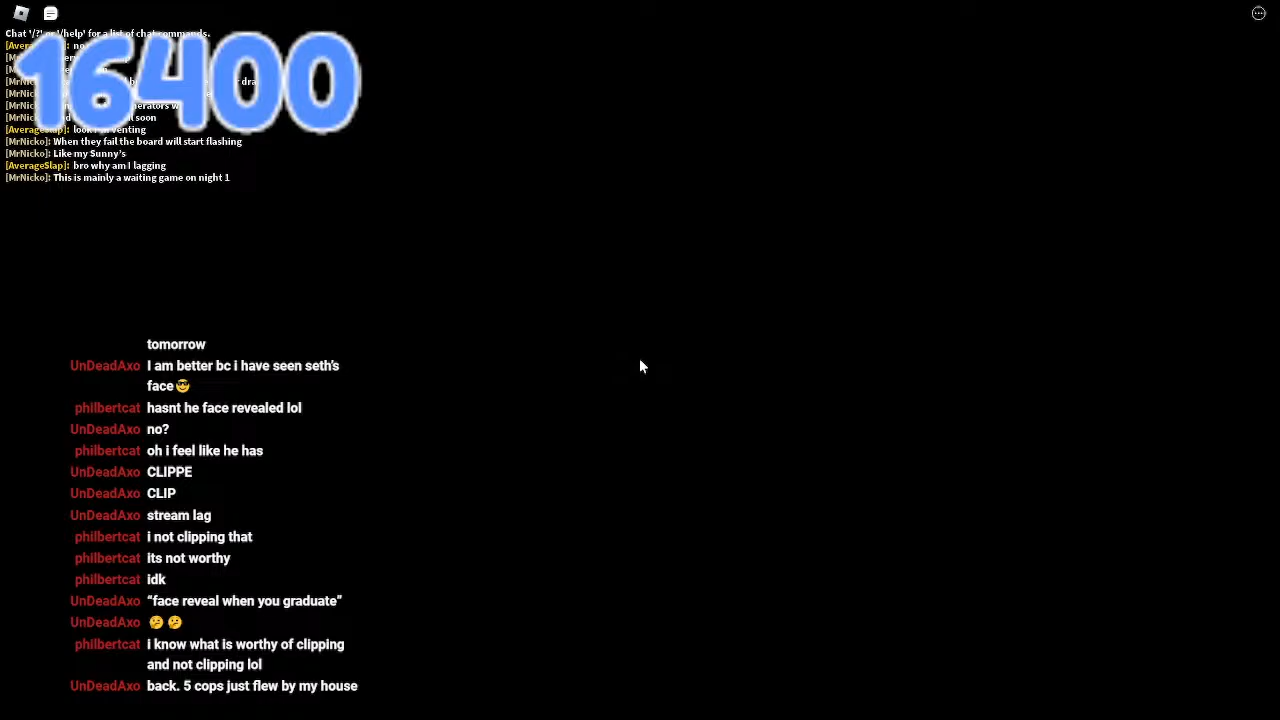 Chat '/?' or '/help' for a list of chat commands.
16400
[AverageSlap]: look venting
[MrNicko]: When they fail the board will start flashing
[MrNicko]: Like my Sunny's
[AverageSlap]: bro why am I lagging
[MrNicko]: This is mainly a waiting game on night 1
tomorrow
UnDeadAxo I am better bc i have seen seth's
face 😎
philbertcat hasnt he face revealed lol
UnDeadAxo no?
philbertcat oh i feel like he has
UnDeadAxo CLIPPE
UnDeadAxo CLIP
UnDeadAxo stream lag
philbertcat i not clipping that
philbertcat its not worthy
philbertcat idk
UnDeadAxo “face reveal when you graduate”
UnDeadAxo 🤔🤔
philbertcat i know what is worthy of clipping
and not clipping lol
UnDeadAxo back. 5 cops just flew by my house